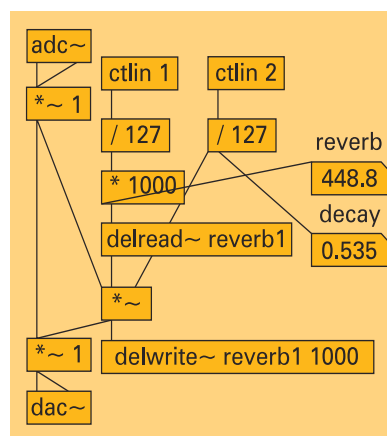 adc~
ctlin 1
ctlin 2
*~ 1
/ 127
/ 127
reverb
* 1000
448.8
decay
delread~ reverb1
0.535
*~
*~ 1
delwrite~ reverb1 1000
dac~